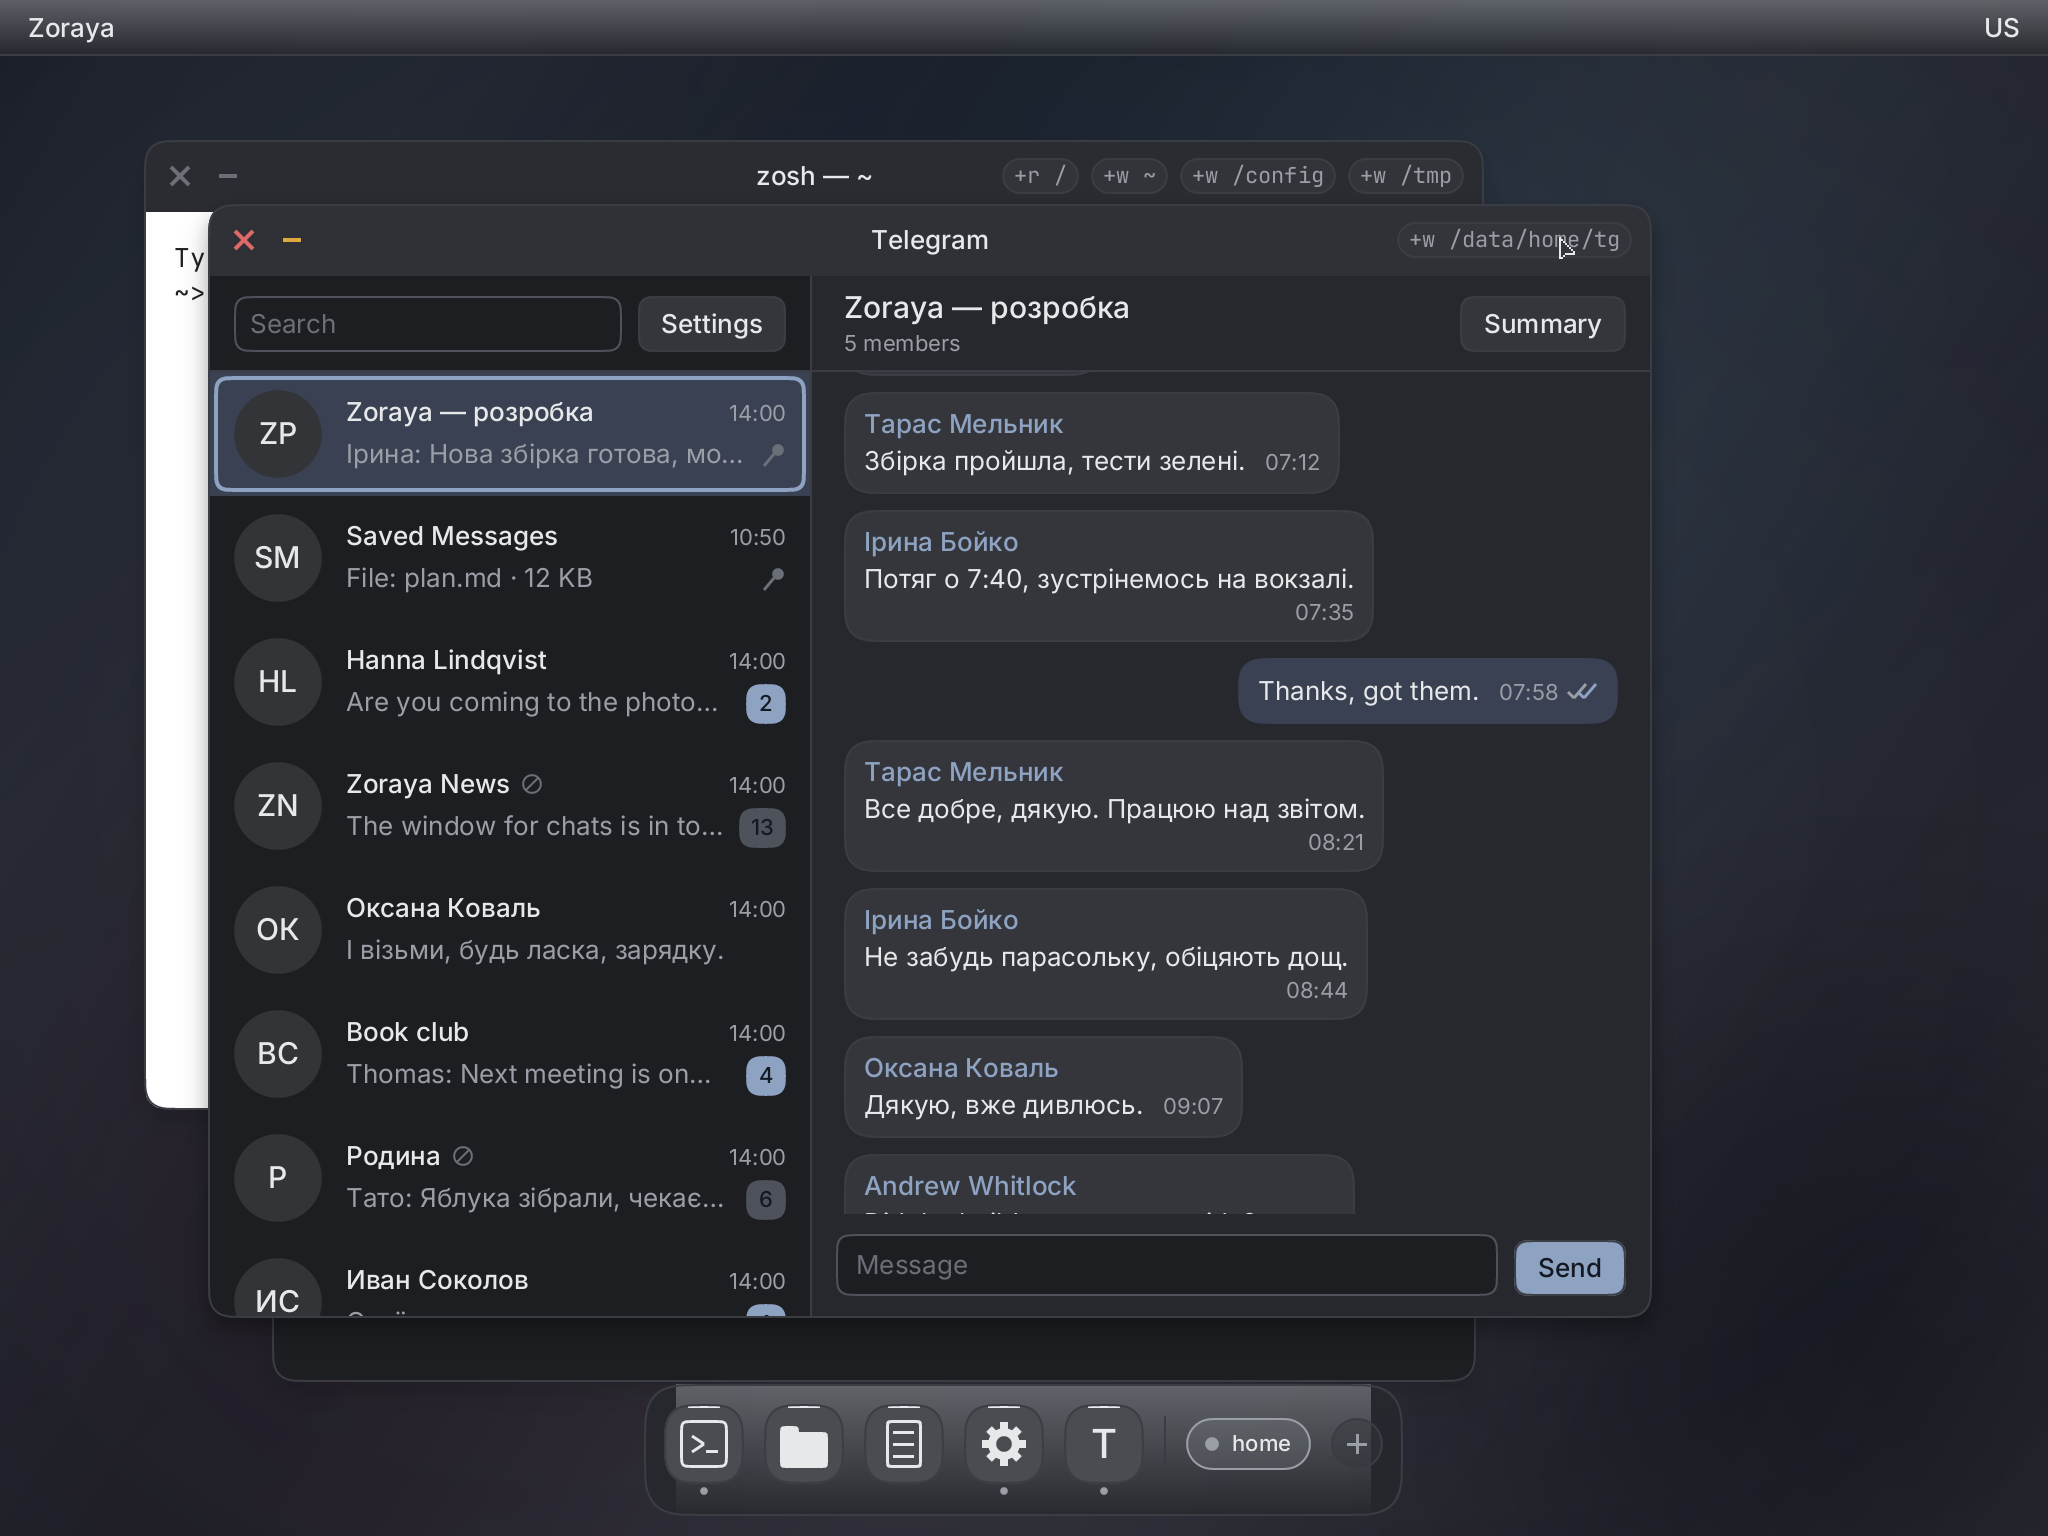 Zoraya
US
zosh — ~
+r /
+w ~
+w /config
+w /tmp
Ty
~>
Telegram
+w /data/home/tg
Search
Settings
Zoraya — розробка
5 members
Summary
ZP
Zoraya — розробка
14:00
Ірина: Нова збірка готова, мо...
SM
Saved Messages
10:50
File: plan.md · 12 KB
HL
Hanna Lindqvist
14:00
Are you coming to the photo...
2
ZN
Zoraya News
14:00
The window for chats is in to...
13
ОК
Оксана Коваль
14:00
І візьми, будь ласка, зарядку.
BC
Book club
14:00
Thomas: Next meeting is on...
4
Р
Родина
14:00
Тато: Яблука зібрали, чекає...
6
ИС
Иван Соколов
14:00
Тарас Мельник
Збірка пройшла, тести зелені. 07:12
Ірина Бойко
Потяг о 7:40, зустрінемось на вокзалі.
07:35
Thanks, got them. 07:58
Тарас Мельник
Все добре, дякую. Працюю над звітом.
08:21
Ірина Бойко
Не забудь парасольку, обіцяють дощ.
08:44
Оксана Коваль
Дякую, вже дивлюсь. 09:07
Andrew Whitlock
Message
Send
>_
T
home
+